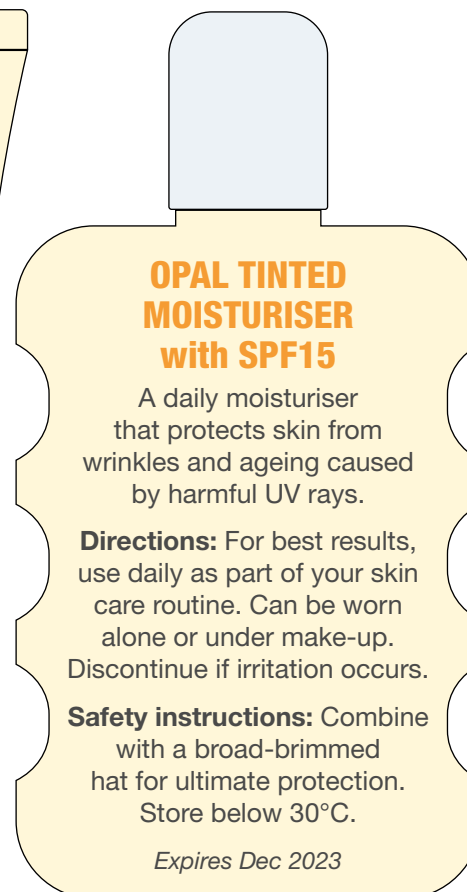 OPAL TINTED
MOISTURISER
with SPF15
A daily moisturiser
that protects skin from
wrinkles and ageing caused
by harmful UV rays.
Directions: For best results,
use daily as part of your skin
care routine. Can be worn
alone or under make-up.
Discontinue if irritation occurs.
Safety instructions: Combine
with a broad-brimmed
hat for ultimate protection.
Store below 30°C.
Expires Dec 2023